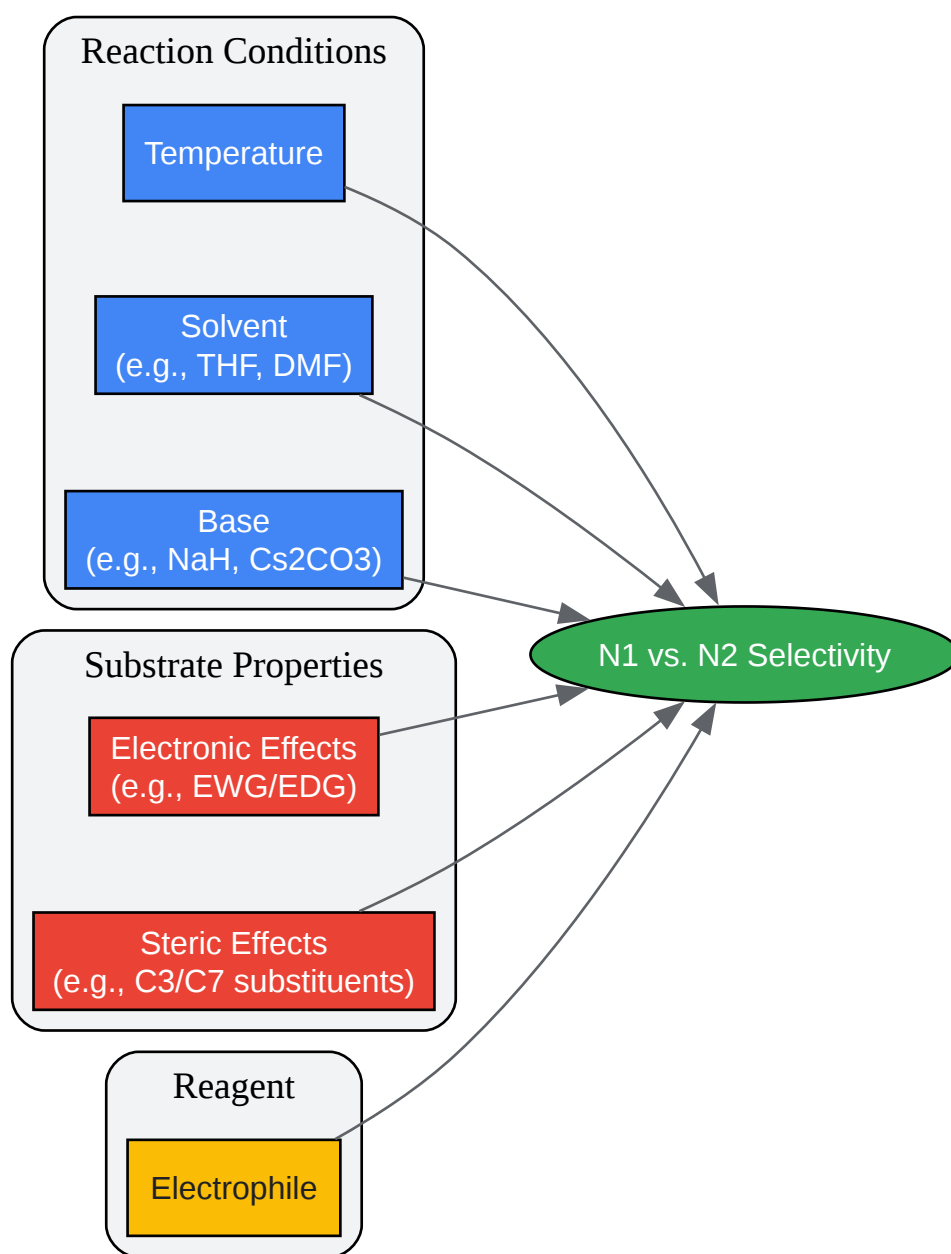 Reaction Conditions
Temperature
Solvent
(e.g., THF, DMF)
Base
(e.g., NaH, Cs2CO3)
N1 vs. N2 Selectivity
Substrate Properties
Electronic Effects
(e.g., EWG/EDG)
Steric Effects
(e.g., C3/C7 substituents)
Reagent
Electrophile